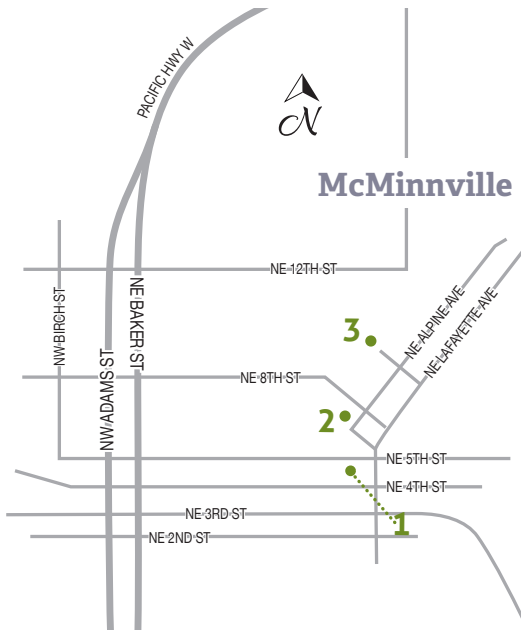 PACIFIC HWY W
N
McMinnville
NE 12TH ST
NW BIRCH ST
NW ADAMS ST
NE BAKER ST
NE ALPINE AVE
NE LAFAYETTE AVE
3
NE 8TH ST
2
NE 5TH ST
NE 4TH ST
NE 3RD ST
1
NE 2ND ST